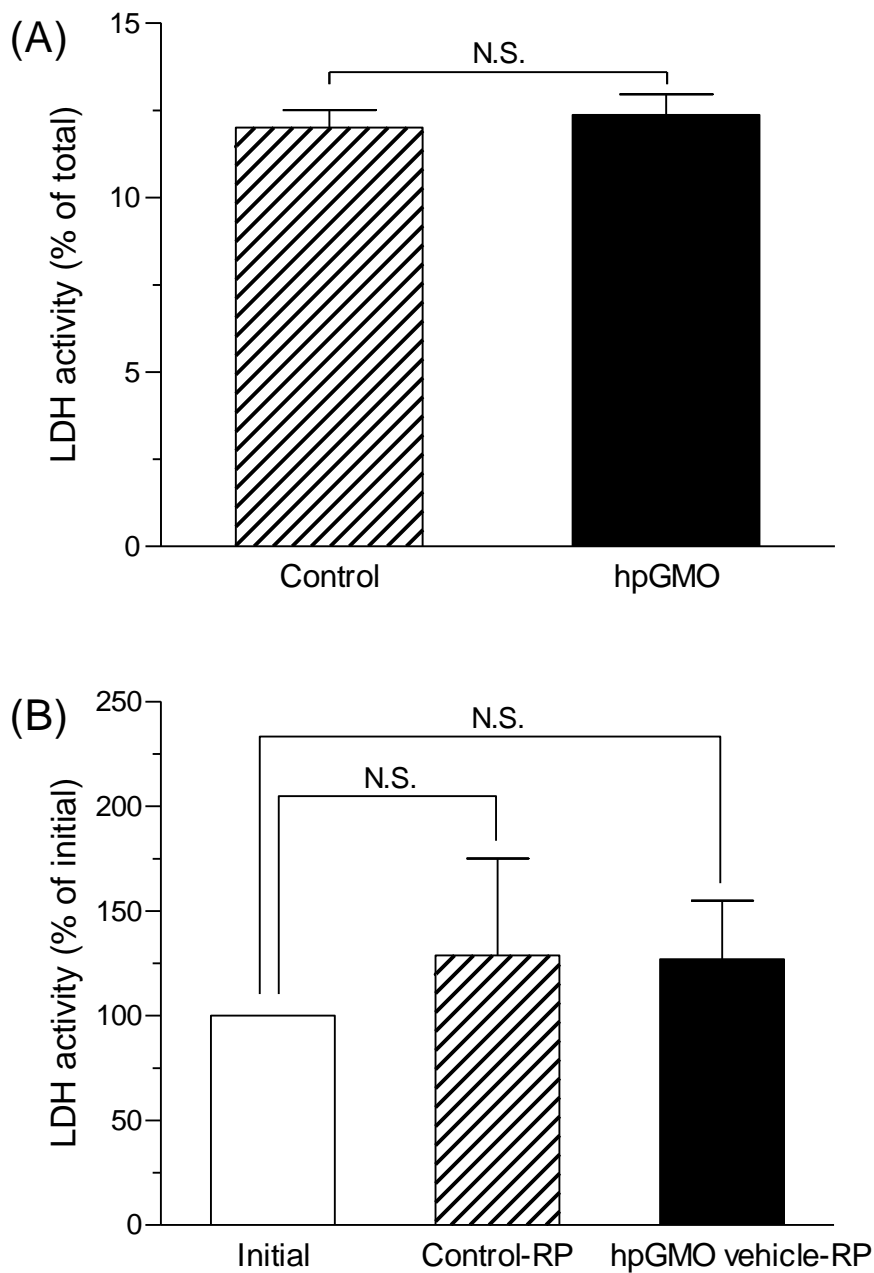 (A)
LDH activity (% of total)
15
10
5
0
N.S.
Control
hpGMO
(B)
LDH activity (% of initial)
250
200
150
100
50
0
N.S.
N.S.
Initial
Control-RP
hpGMO vehicle-RP